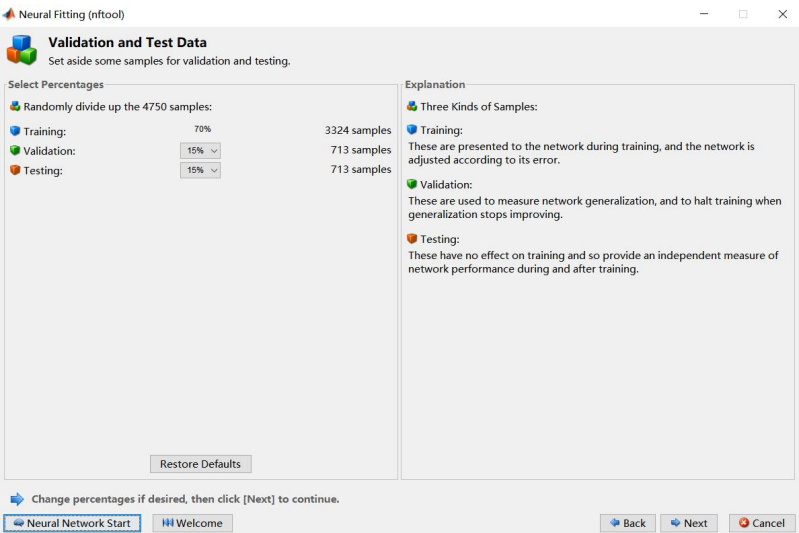 Neural Fitting (nftool)
Validation and Test Data
Set aside some samples for validation and testing.
Select Percentages
Randomly divide up the 4750 samples:
Training: 70% 3324 samples
Validation: 15% 713 samples
Testing: 15% 713 samples
Restore Defaults
Explanation
Three Kinds of Samples:
Training:
These are presented to the network during training, and the network is
adjusted according to its error.
Validation:
These are used to measure network generalization, and to halt training when
generalization stops improving.
Testing:
These have no effect on training and so provide an independent measure of
network performance during and after training.
Change percentages if desired, then click [Next] to continue.
Neural Network Start Welcome Back Next Cancel